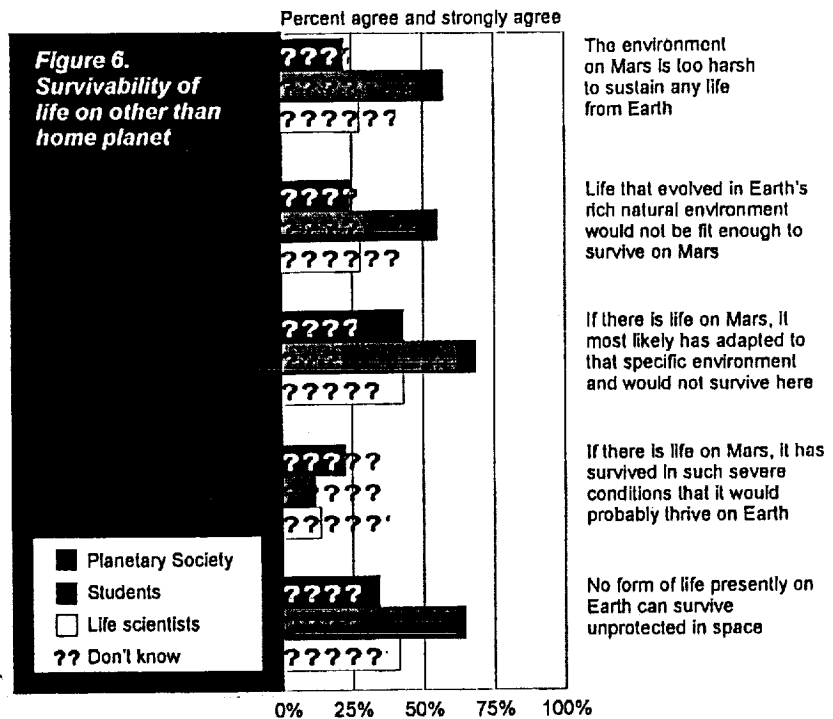 Percent agree and strongly agree
Figure 6.
Survivability of
life on other than
home planet
????
The environment
on Mars is too harsh
to sustain any life
from Earth
??????
????
Life that evolved in Earth's
rich natural environment
would not be fit enough to
survive on Mars
??????
????
If there is life on Mars, it
most likely has adapted to
that specific environment
and would not survive here
?????
?????
????
?????
If there is life on Mars, it has
survived in such severe
conditions that it would
probably thrive on Earth
Planetary Society
Students
Life scientists
?? Don't know
????
No form of life presently on
Earth can survive
unprotected in space
?????
0% 25% 50% 75% 100%